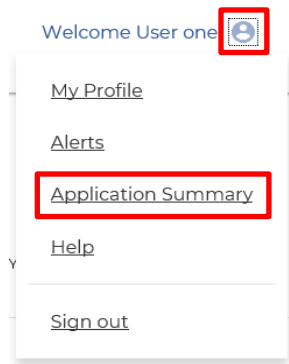 Welcome User one
My Profile
Alerts
Application Summary
Help
Y
Sign out